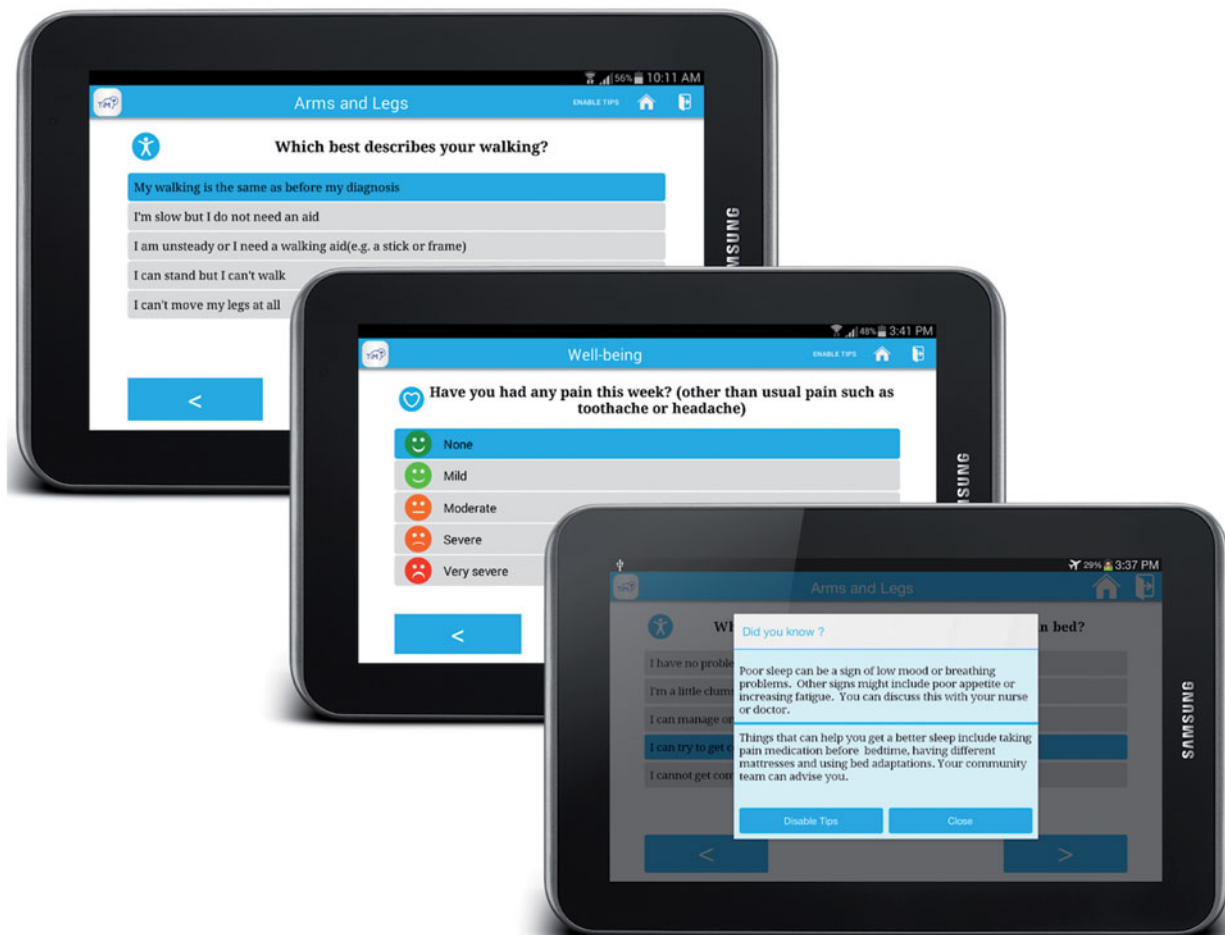 56% 10:11 AM
TiM
Arms and Legs
ENABLE TIPS
Which best describes your walking?
My walking is the same as before my diagnosis
I'm slow but I do not need an aid
I am unsteady or I need a walking aid(e.g. a stick or frame)
I can stand but I can't walk
I can't move my legs at all
<
SAMSUNG
48% 3:41 PM
TiM
Well-being
ENABLE TIPS
Have you had any pain this week? (other than usual pain such as
toothache or headache)
None
Mild
Moderate
Severe
Very severe
<
SAMSUNG
29% 3:37 PM
TiM
Arms and Legs
in bed?
I have no proble
I'm a little clums
I can manage on
I can try to get c
I cannot get com
Did you know ?
Poor sleep can be a sign of low mood or breathing
problems. Other signs might include poor appetite or
increasing fatigue. You can discuss this with your nurse
or doctor.
Things that can help you get a better sleep include taking
pain medication before bedtime, having different
mattresses and using bed adaptations. Your community
team can advise you.
Disable Tips
Close
<
>
SAMSUNG